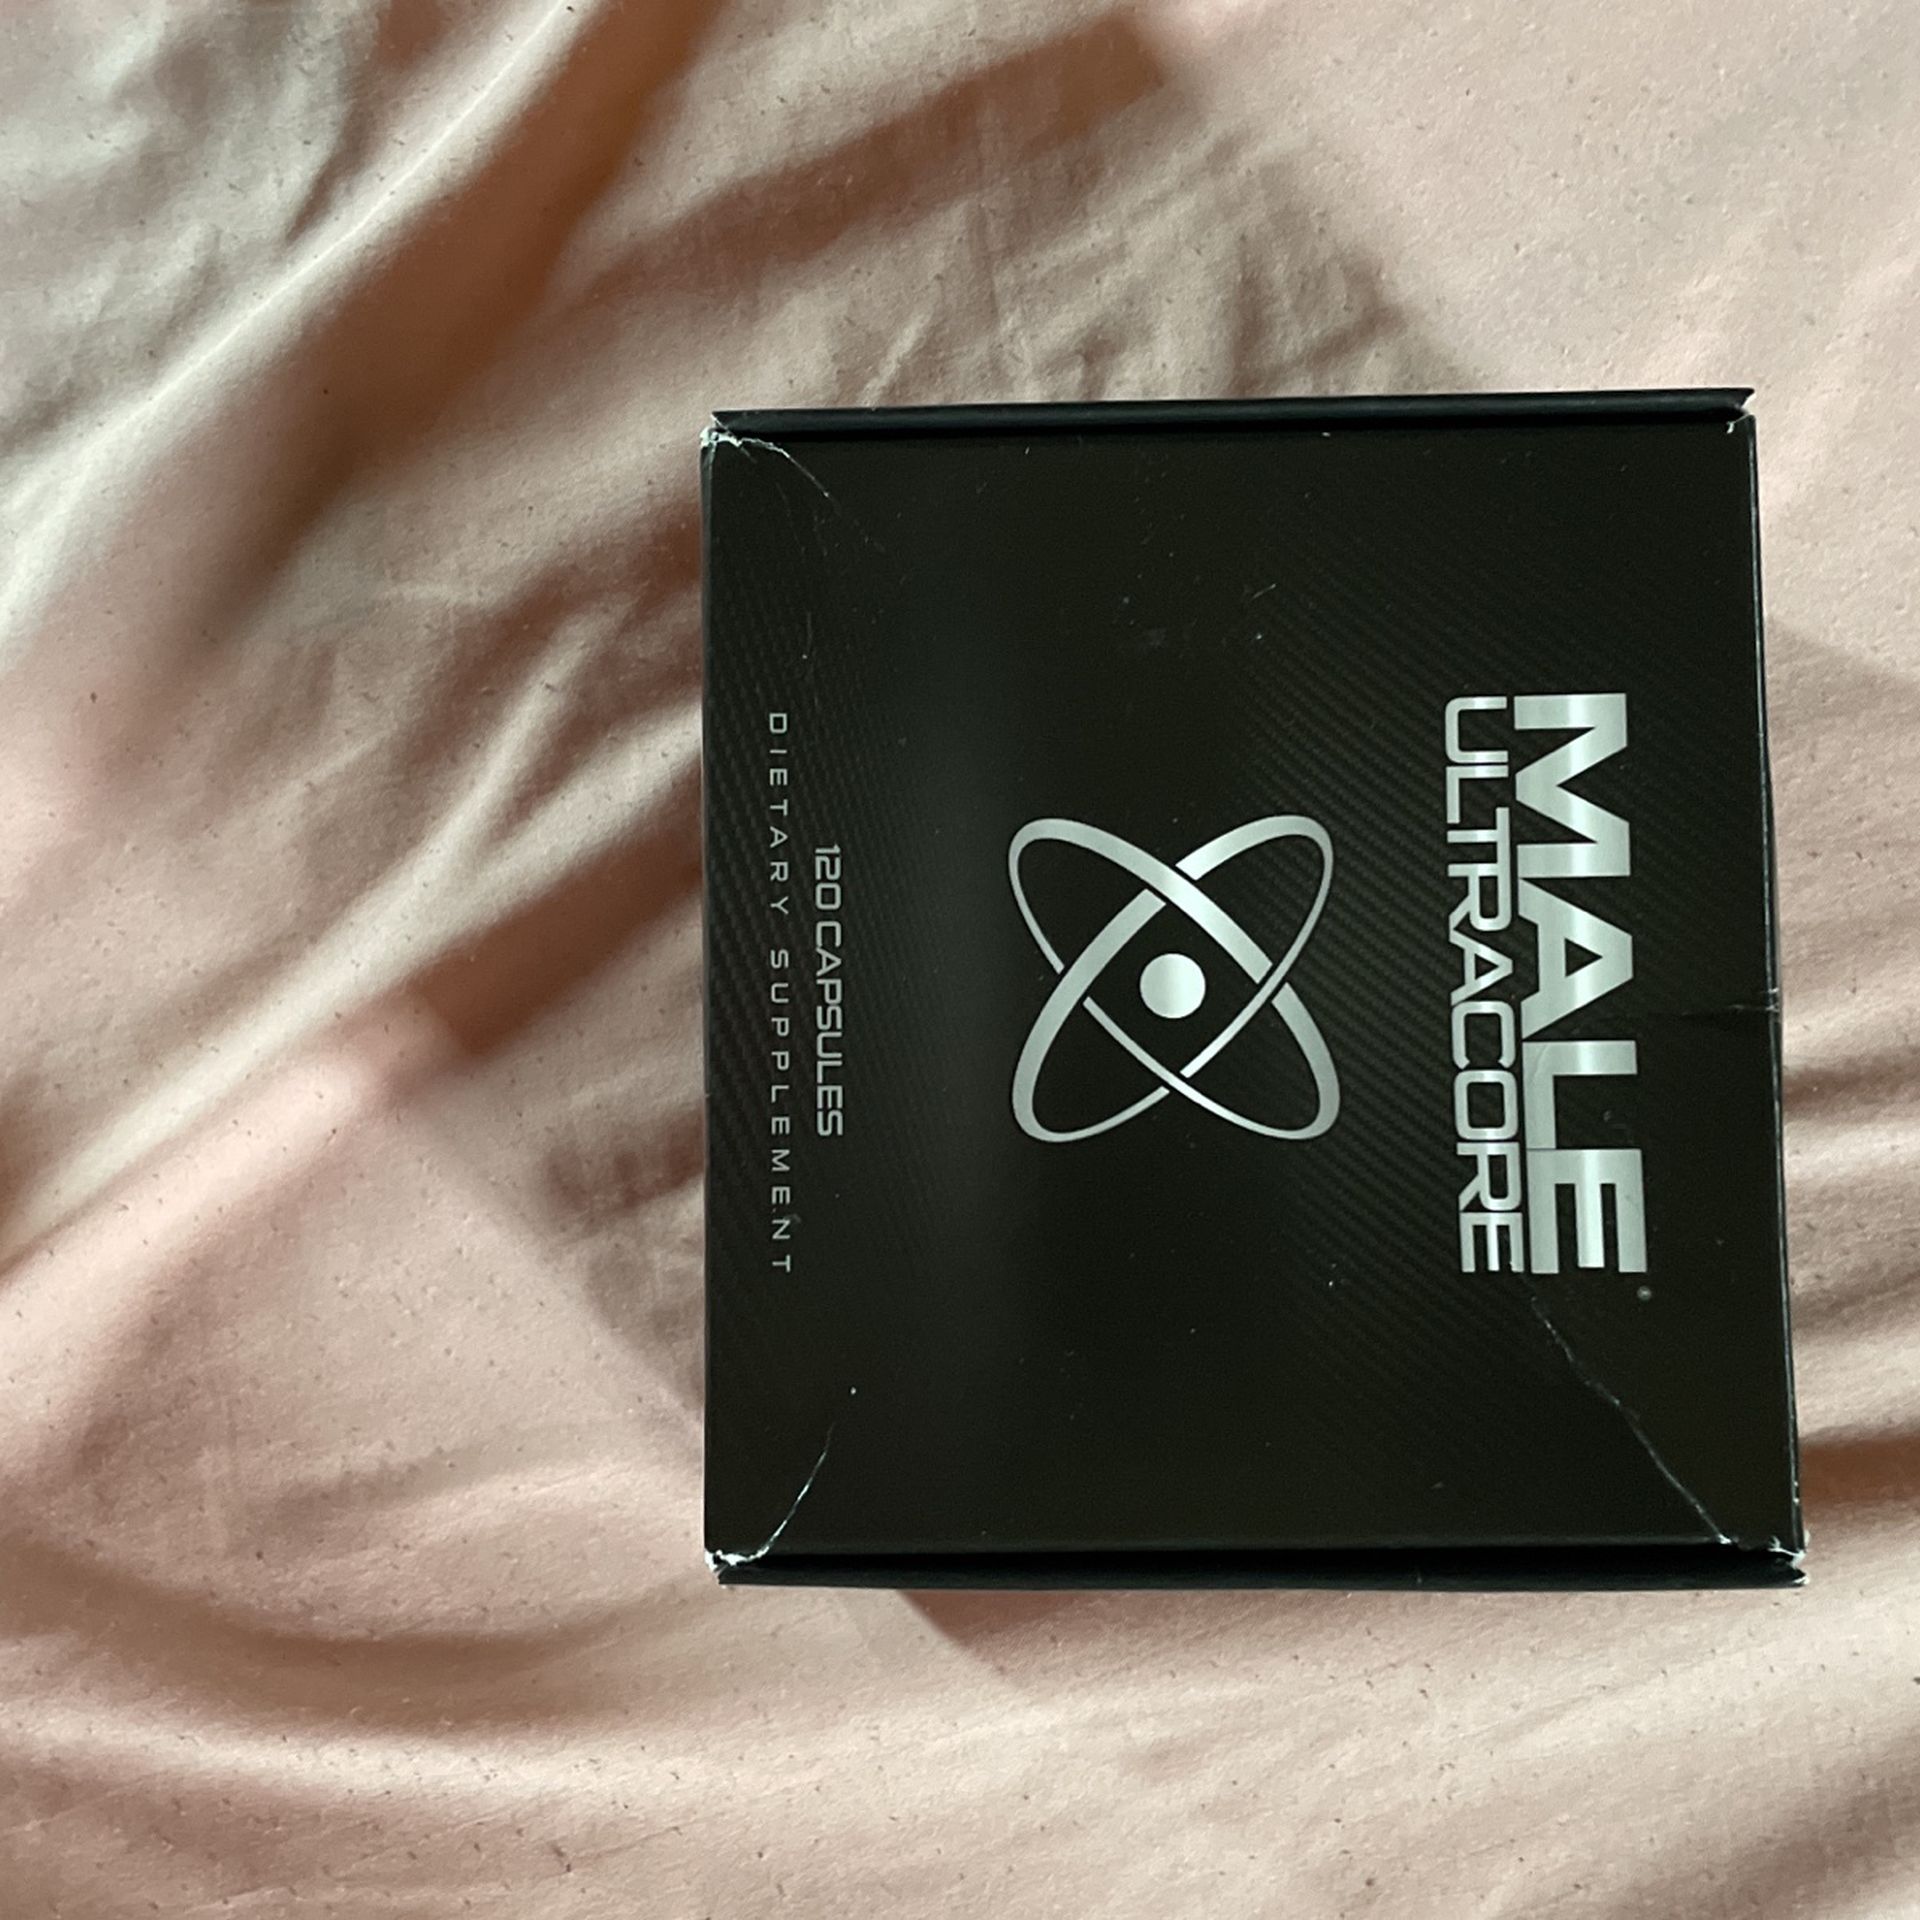 MALE
ULTRACORE
120 CAPSULES
DIETARY SUPPLEMENT